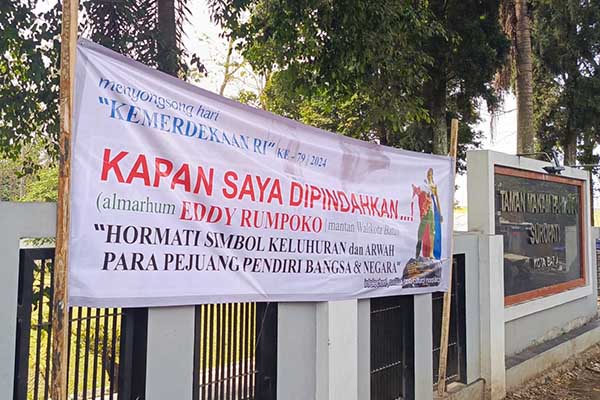 menyongsong hari
"KEMERDEKAAN RI" KE - 79 / 2024
KAPAN SAYA DIPINDAHKAN...!
(almarhum EDDY RUMPOKO) mantan Walikota Batu
"HORMATI SIMBOL KELUHURAN dan ARWAH
PARA PEJUANG PENDIRI BANGSA & NEGARA"
TAMAN MAKAM PAHLAWAN
SUROPATI
KOTA BATU